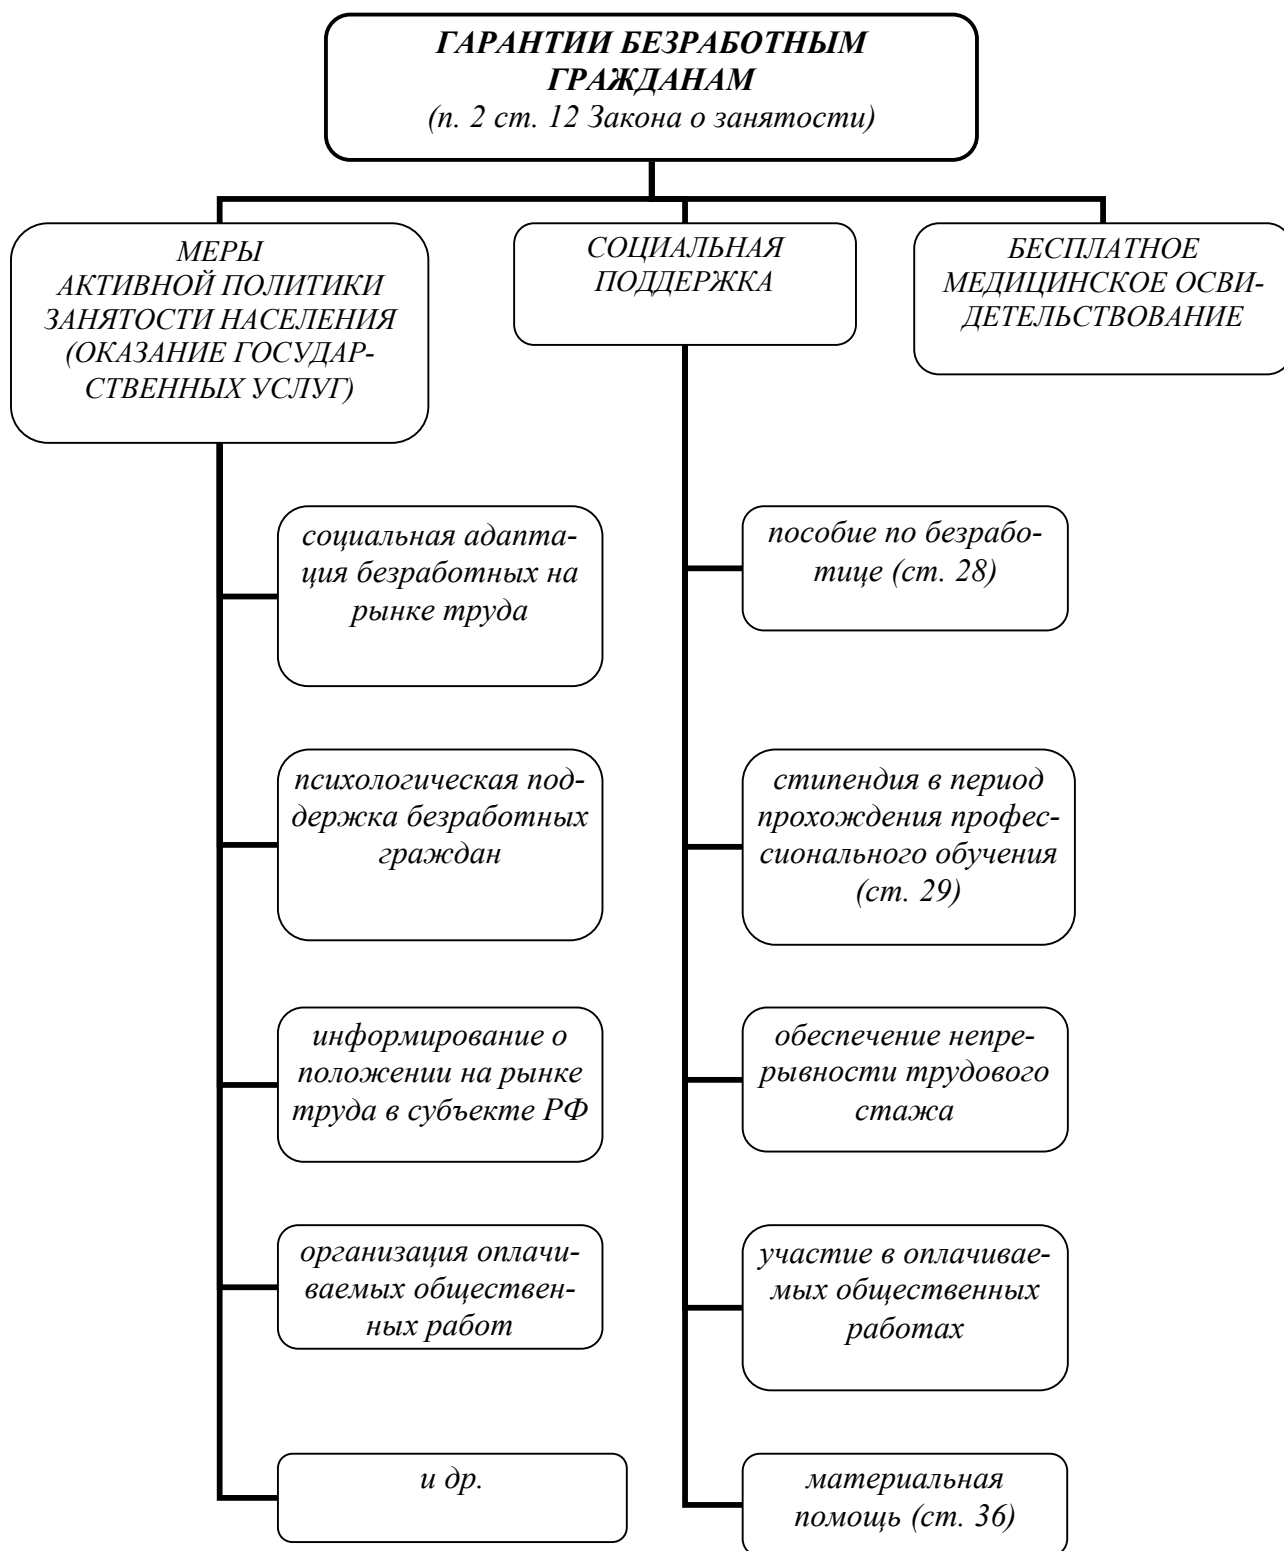 ГАРАНТИИ БЕЗРАБОТНЫМ
ГРАЖДАНАМ
(п. 2 ст. 12 Закона о занятости)
МЕРЫ
АКТИВНОЙ ПОЛИТИКИ
ЗАНЯТОСТИ НАСЕЛЕНИЯ
(ОКАЗАНИЕ ГОСУДАР-
СТВЕННЫХ УСЛУГ)
СОЦИАЛЬНАЯ
ПОДДЕРЖКА
БЕСПЛАТНОЕ
МЕДИЦИНСКОЕ ОСВИ-
ДЕТЕЛЬСТВОВАНИЕ
социальная адапта-
ция безработных на
рынке труда
психологическая под-
держка безработных
граждан
информирование о
положении на рынке
труда в субъекте РФ
организация оплачи-
ваемых обществен-
ных работ
и др.
пособие по безрабо-
тице (ст. 28)
стипендия в период
прохождения профес-
сионального обучения
(ст. 29)
обеспечение непре-
рывности трудового
стажа
участие в оплачивае-
мых общественных
работах
материальная
помощь (ст. 36)